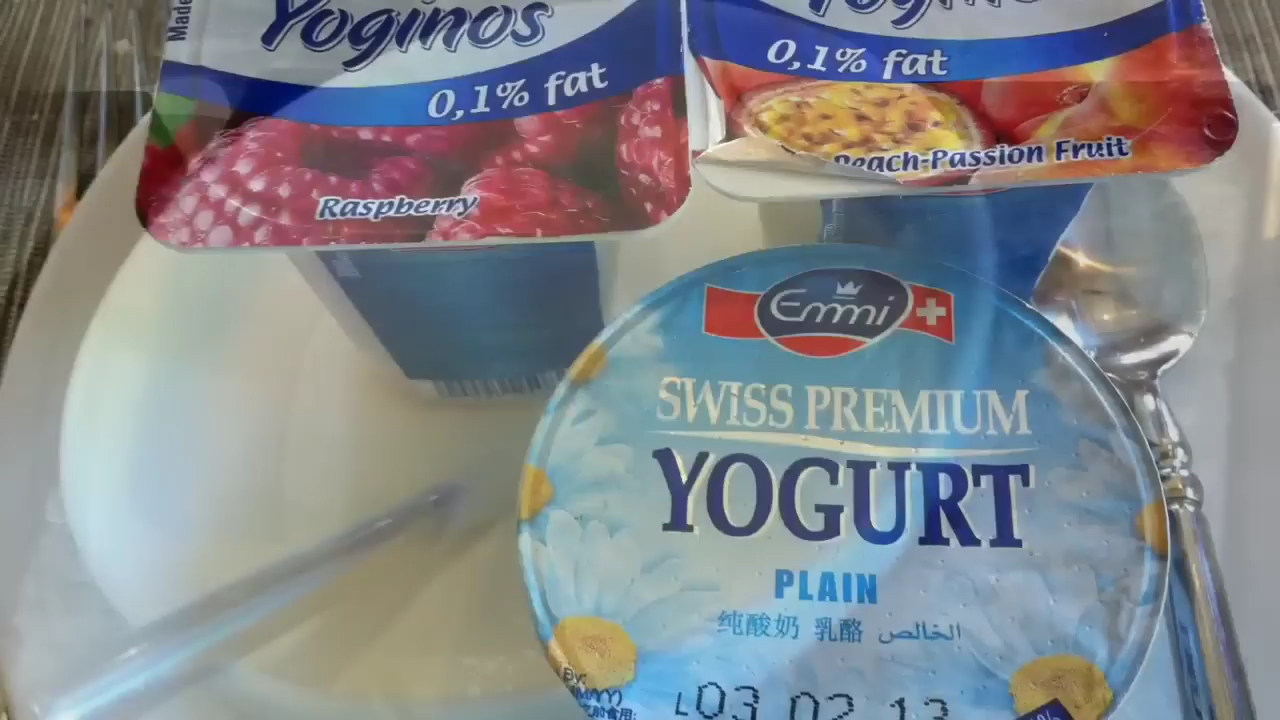 Made
Yoginos
0,1% fat
Raspberry
0,1% fat
Peach-Passion Fruit
Emmi
SWISS PREMIUM
YOGURT
PLAIN
纯酸奶 乳酪 الخالص
L03 02 13